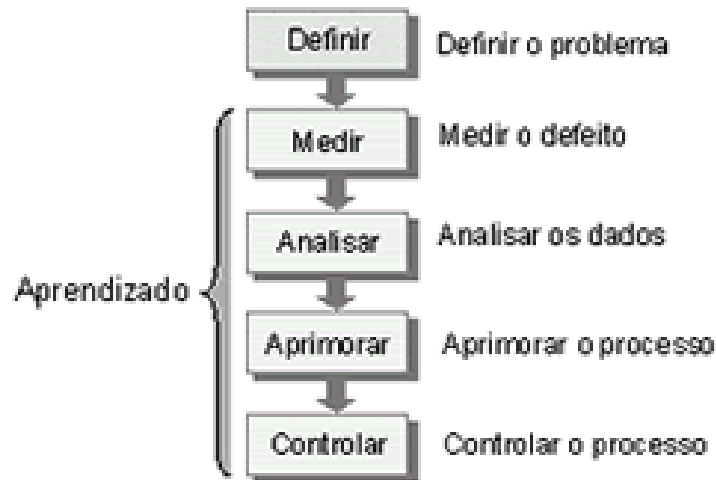 Definir
Definir o problema
Medir
Medir o defeito
Analisar
Analisar os dados
Aprendizado
Aprimorar
Aprimorar o processo
Controlar
Controlar o processo